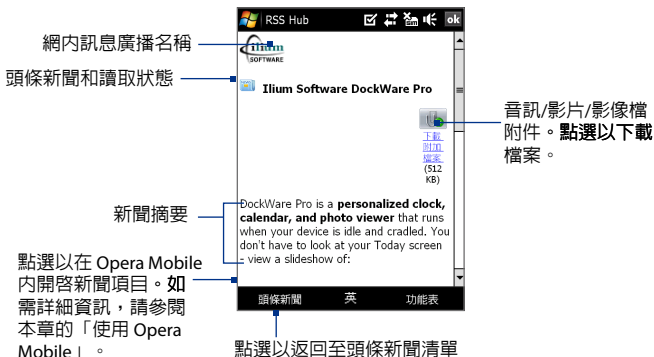 RSS Hub
ok
網內訊息廣播名稱
ilium
SOFTWARE
頭條新聞和讀取狀態
Ilium Software DockWare Pro
音訊/影片/影像檔
附件。點選以下載
檔案。
下載
附加
檔案
(512
KB)
新聞摘要
DockWare Pro is a personalized clock,
calendar, and photo viewer that runs
when your device is idle and cradled. You
don't have to look at your Today screen
- view a slideshow of:
點選以在 Opera Mobile
內開啓新聞項目。如
需詳細資訊，請參閱
本章的「使用 Opera
Mobile」。
頭條新聞
英
功能表
點選以返回至頭條新聞清單